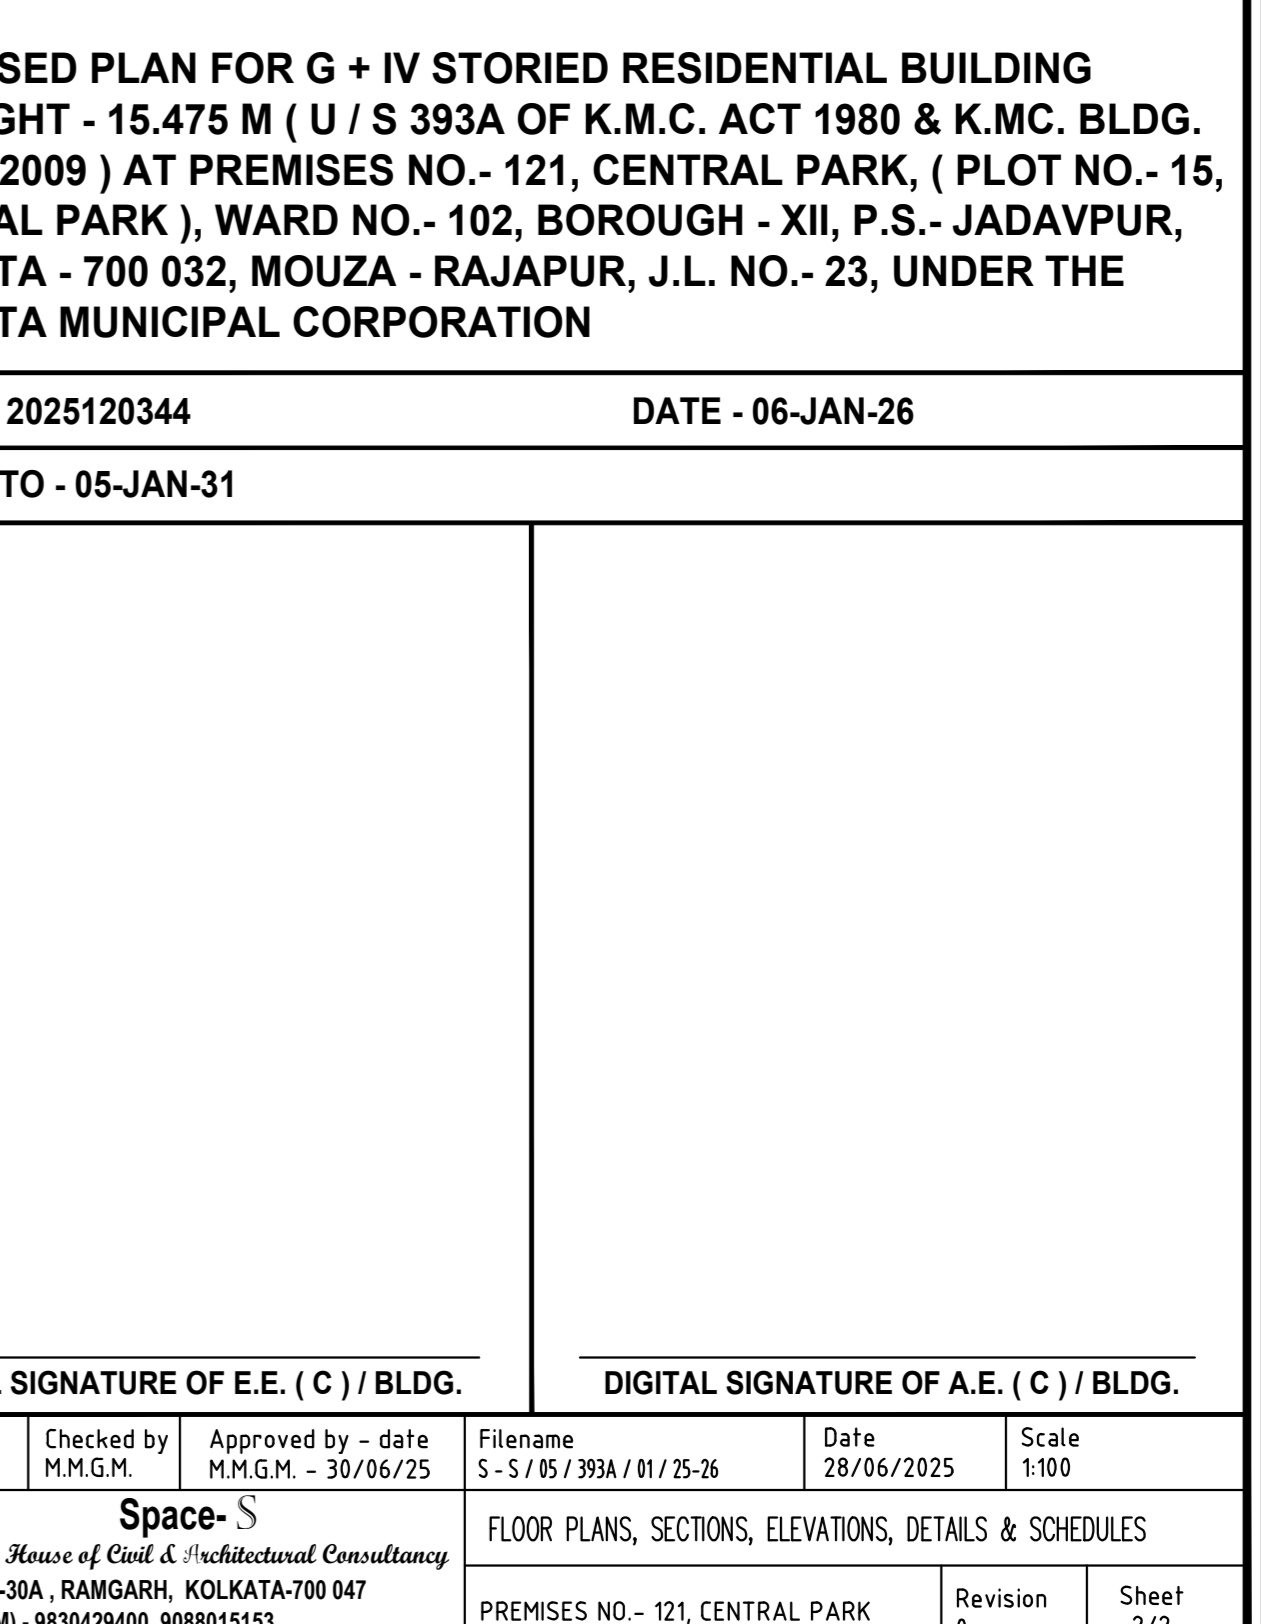 SED PLAN FOR G + IV STORIED RESIDENTIAL BUILDING
GHT - 15.475 M ( U / S 393A OF K.M.C. ACT 1980 & K.MC. BLDG.
2009 ) AT PREMISES NO.- 121, CENTRAL PARK, ( PLOT NO.- 15,
AL PARK ), WARD NO.- 102, BOROUGH - XII, P.S.- JADAVPUR,
TA - 700 032, MOUZA - RAJAPUR, J.L. NO.- 23, UNDER THE
TA MUNICIPAL CORPORATION
2025120344 DATE - 06-JAN-26
TO - 05-JAN-31
SIGNATURE OF E.E. ( C ) / BLDG.
DIGITAL SIGNATURE OF A.E. ( C ) / BLDG.
Checked by
M.M.G.M.
Approved by - date
M.M.G.M. - 30/06/25
Filename
S - S / 05 / 393A / 01 / 25-26
Date
28/06/2025
Scale
1:100
Space- S
House of Civil & Architectural Consultancy
-30A , RAMGARH, KOLKATA-700 047
M) - 9830429400, 9088015153
FLOOR PLANS, SECTIONS, ELEVATIONS, DETAILS & SCHEDULES
PREMISES NO.- 121, CENTRAL PARK
Revision
Sheet